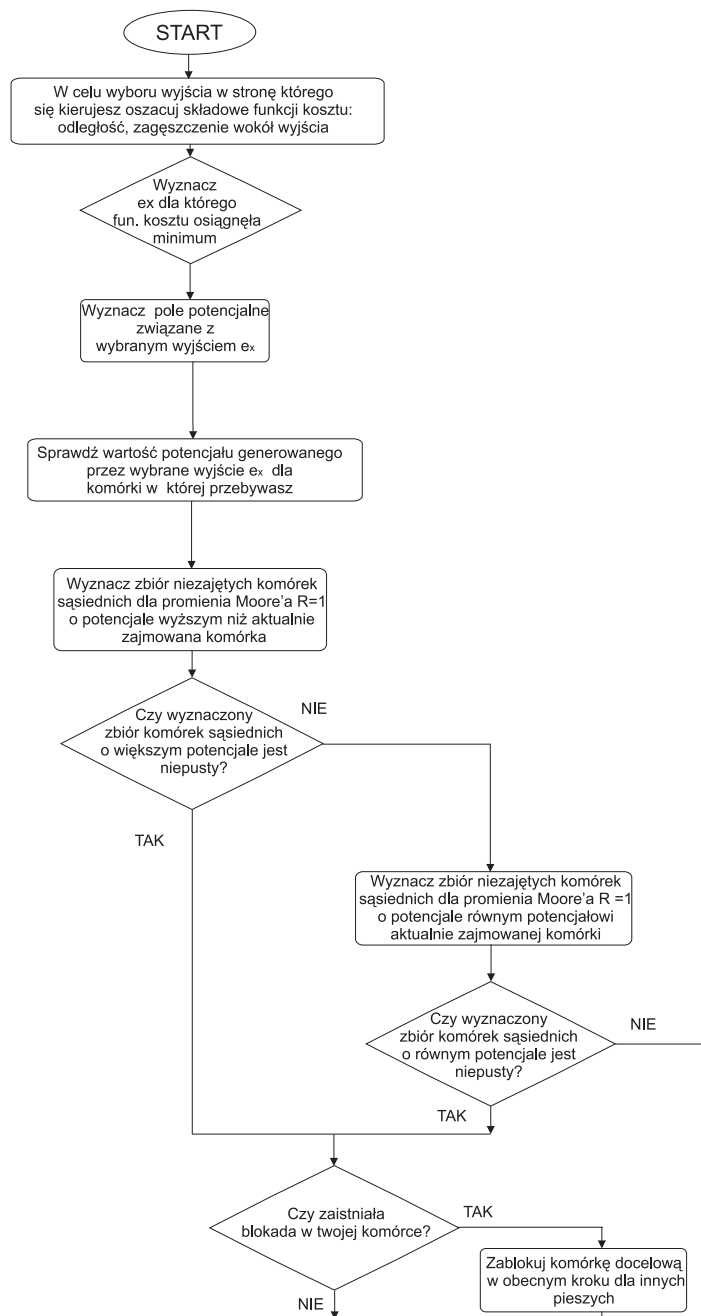 START
W celu wyboru wyjścia w stronę którego
się kierujesz oszacuj składowe funkcji kosztu:
odległość, zagęszczenie wokół wyjścia
Wyznacz
ex dla którego
fun. kosztu osiągnęła
minimum
Wyznacz pole potencjalne
związane z
wybranym wyjściem ex
Sprawdź wartość potencjału generowanego
przez wybrane wyjście ex dla
komórki w której przebywasz
Wyznacz zbiór niezajętych komórek
sąsiednich dla promienia Moore'a R=1
o potencjale wyższym niż aktualnie
zajmowana komórka
Czy wyznaczony
zbiór komórek sąsiednich
o większym potencjale jest
niepusty?
NIE
TAK
Wyznacz zbiór niezajętych komórek
sąsiednich dla promienia Moore'a R =1
o potencjale równym potencjałowi
aktualnie zajmowanej komórki
Czy wyznaczony
zbiór komórek sąsiednich
o równym potencjale jest
niepusty?
NIE
TAK
Czy zaistniała
blokada w twojej komórce?
TAK
Zablokuj komórkę docelową
w obecnym kroku dla innych
pieszych
NIE